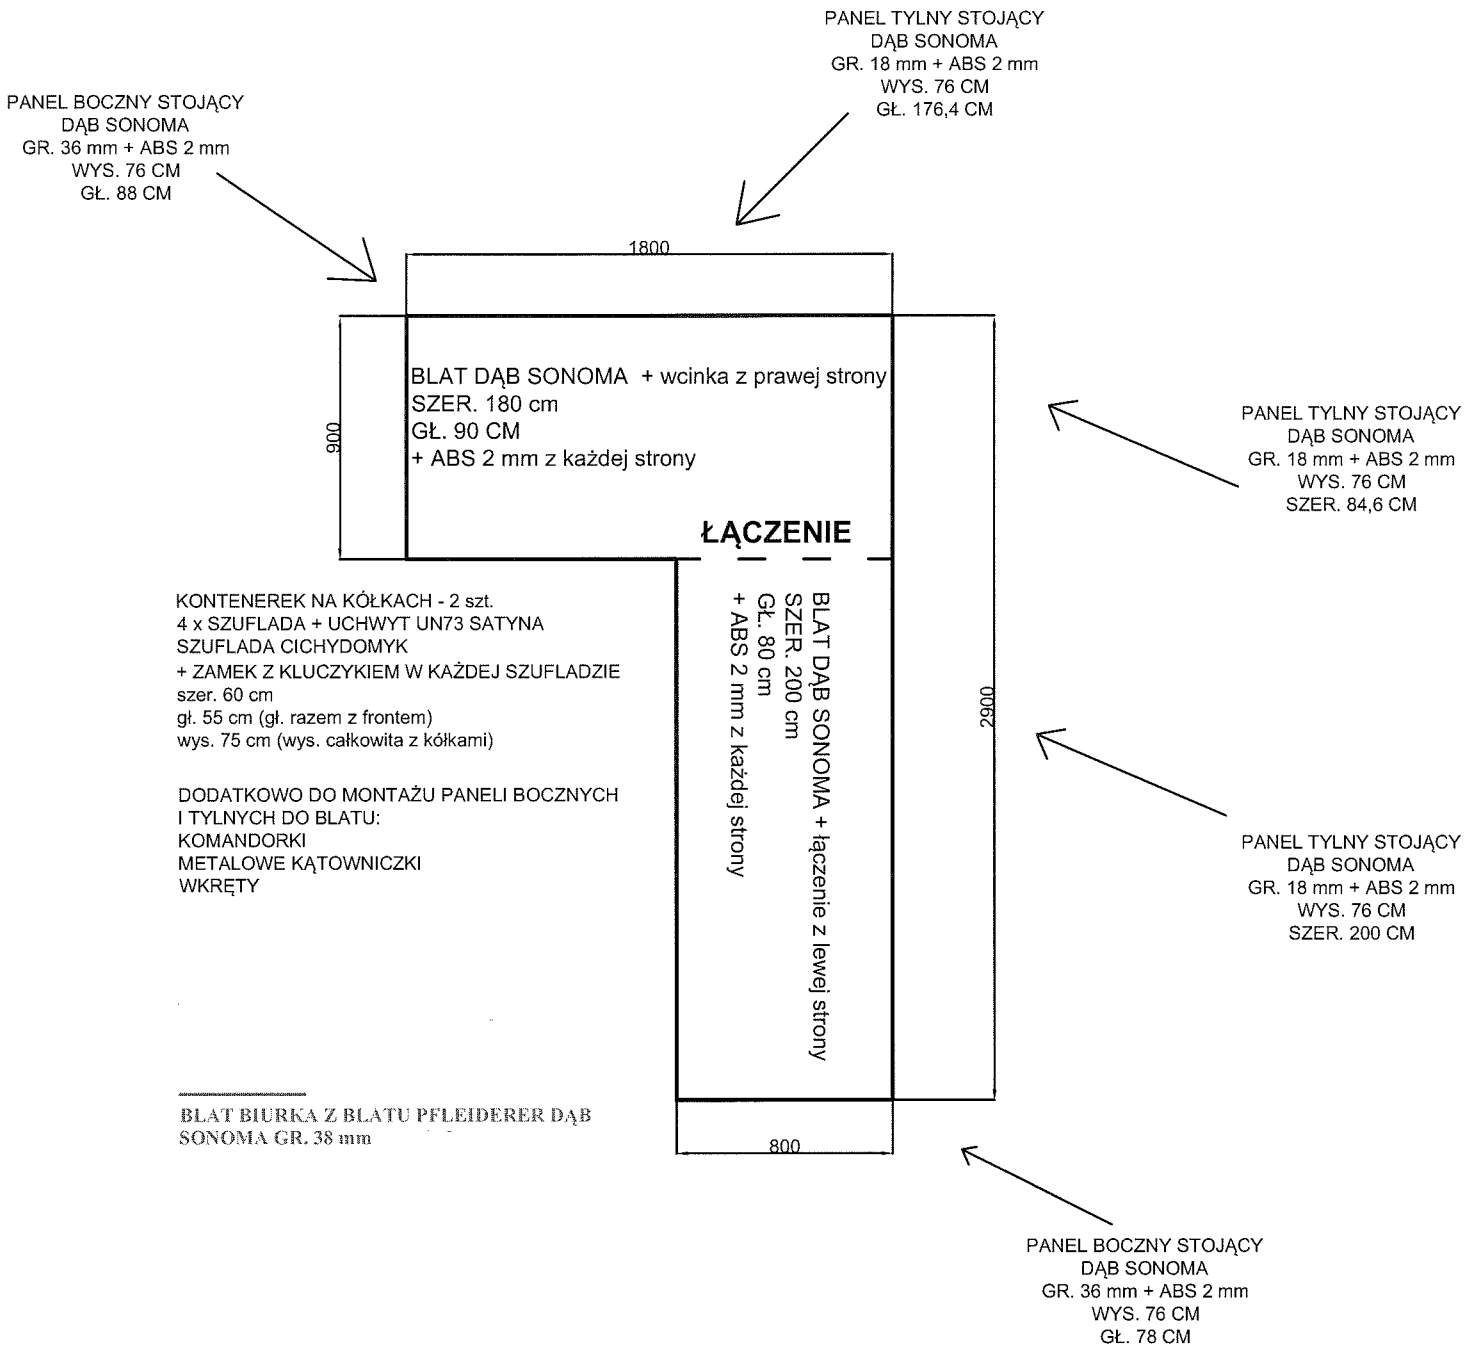 PANEL TYLNY STOJĄCY
DĄB SONOMA
GR. 18 mm + ABS 2 mm
WYS. 76 CM
GŁ. 176,4 CM
PANEL BOCZNY STOJĄCY
DĄB SONOMA
GR. 36 mm + ABS 2 mm
WYS. 76 CM
GŁ. 88 CM
1800
900
BLAT DĄB SONOMA + wcinka z prawej strony
SZER. 180 cm
GŁ. 90 CM
+ ABS 2 mm z każdej strony
ŁĄCZENIE
PANEL TYLNY STOJĄCY
DĄB SONOMA
GR. 18 mm + ABS 2 mm
WYS. 76 CM
SZER. 84,6 CM
BLAT DĄB SONOMA + łączenie z lewej strony
SZER. 200 cm
GŁ. 80 cm
+ ABS 2 mm z każdej strony
2900
KONTENEREK NA KÓŁKACH - 2 szt.
4 x SZUFLADA + UCHWYT UN73 SATYNA
SZUFLADA CICHYDOMYK
+ ZAMEK Z KLUCZYKIEM W KAŻDEJ SZUFLADZIE
szer. 60 cm
gł. 55 cm (gł. razem z frontem)
wys. 75 cm (wys. całkowita z kółkami)
DODATKOWO DO MONTAŻU PANELI BOCZNYCH
I TYLNYCH DO BLATU:
KOMANDORKI
METALOWE KĄTOWNICZKI
WKRĘTY
PANEL TYLNY STOJĄCY
DĄB SONOMA
GR. 18 mm + ABS 2 mm
WYS. 76 CM
SZER. 200 CM
BLAT BIURKA Z BLATU PFLEIDERER DĄB
SONOMA GR. 38 mm
800
PANEL BOCZNY STOJĄCY
DĄB SONOMA
GR. 36 mm + ABS 2 mm
WYS. 76 CM
GŁ. 78 CM